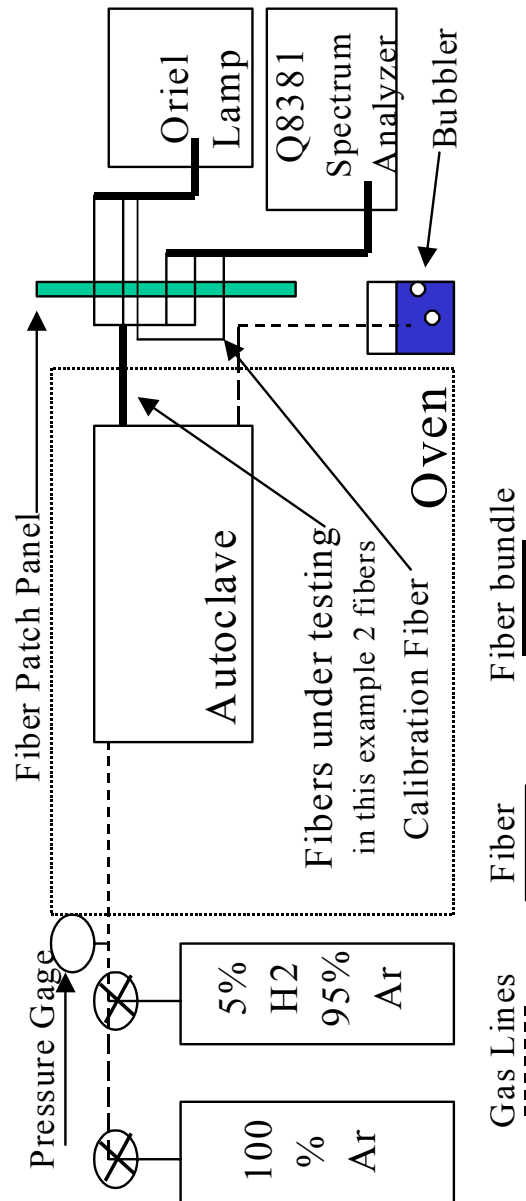 Fiber Patch Panel
Pressure Gage
Oriel
Lamp
Q8381
Spectrum
Analyzer
Bubbler
Autoclave
Oven
Fibers under testing
in this example 2 fibers
Calibration Fiber
5%
H2
95%
Ar
100
%
Ar
Gas Lines
Fiber
Fiber bundle